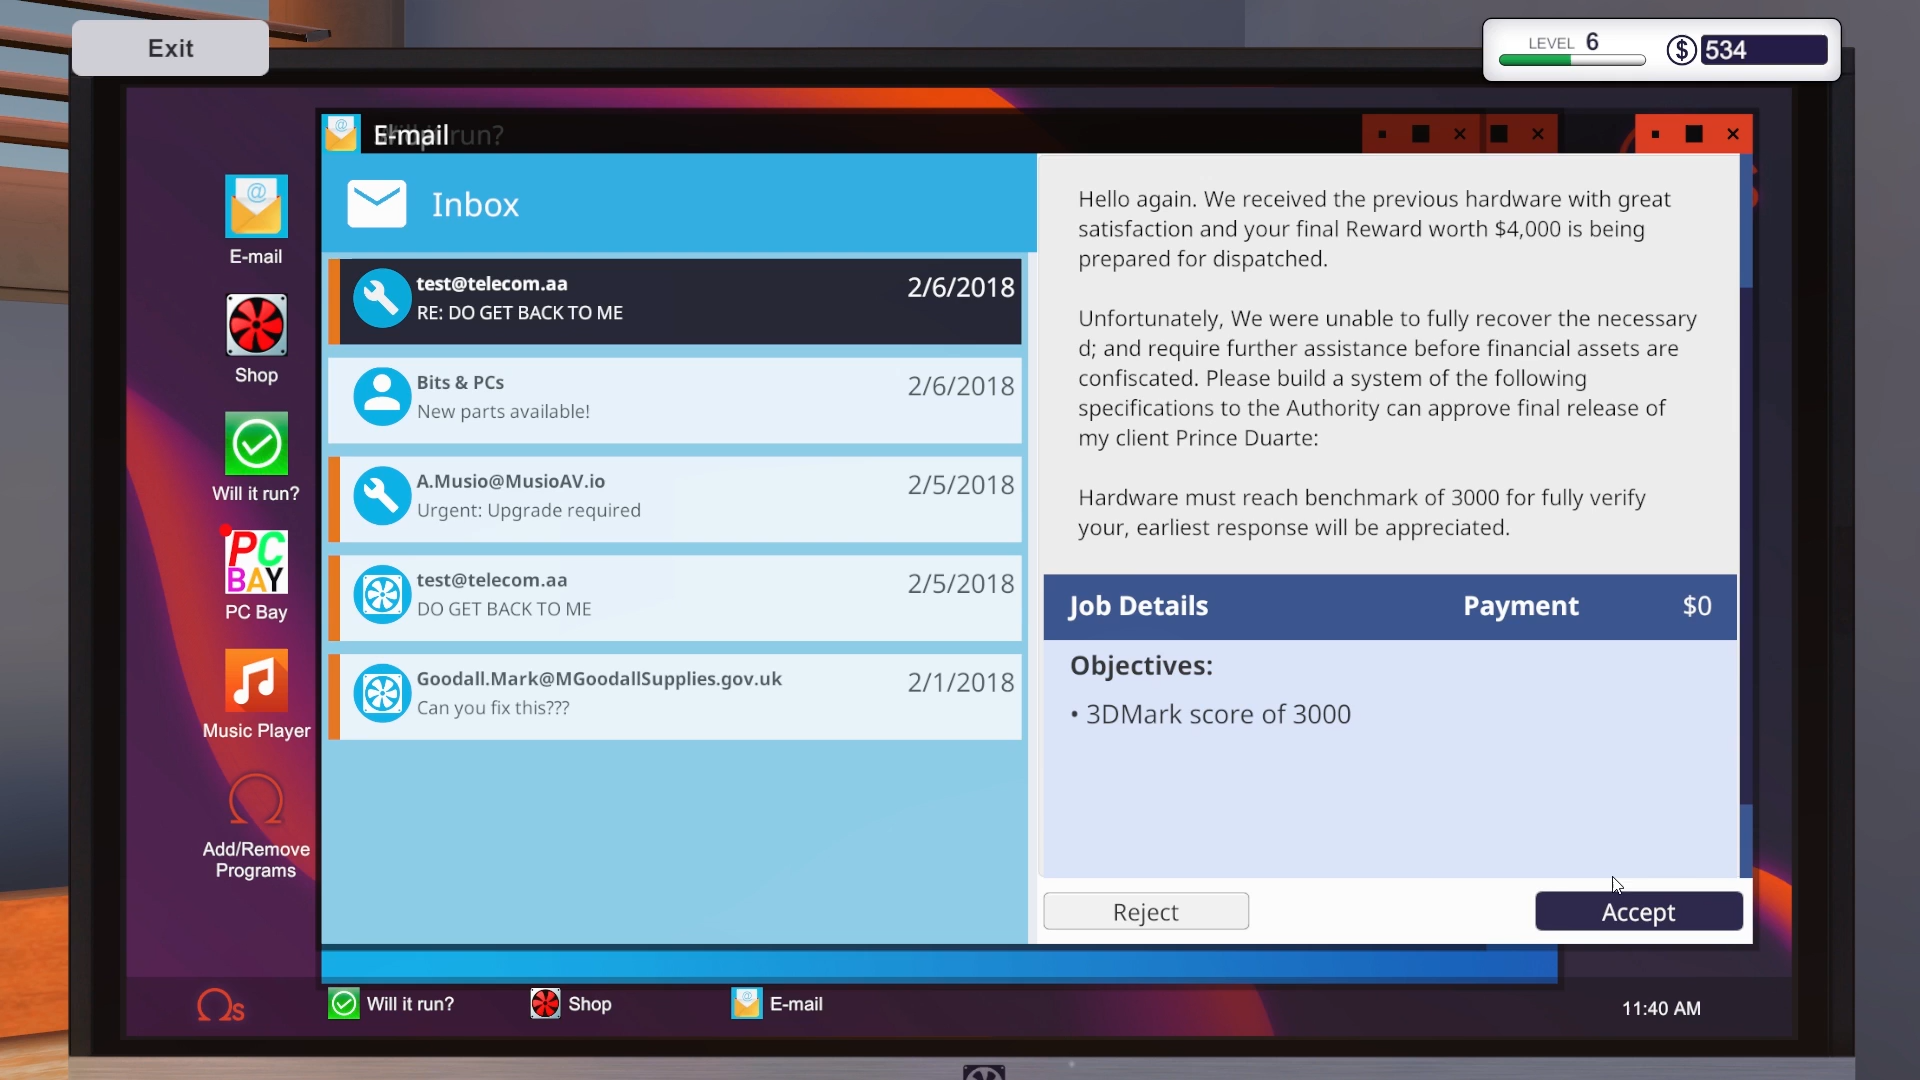 Exit
LEVEL 6
$ 534
E-mail
Will it run?
Inbox
test@telecom.aa
2/6/2018
RE: DO GET BACK TO ME
Bits & PCs
2/6/2018
New parts available!
A.Musio@MusioAV.io
2/5/2018
Urgent: Upgrade required
test@telecom.aa
2/5/2018
DO GET BACK TO ME
Goodall.Mark@MGoodallSupplies.gov.uk
2/1/2018
Can you fix this???
Hello again. We received the previous hardware with great
satisfaction and your final Reward worth $4,000 is being
prepared for dispatched.
Unfortunately, We were unable to fully recover the necessary
d; and require further assistance before financial assets are
confiscated. Please build a system of the following
specifications to the Authority can approve final release of
my client Prince Duarte:
Hardware must reach benchmark of 3000 for fully verify
your, earliest response will be appreciated.
Job Details Payment $0
Objectives:
• 3DMark score of 3000
Reject
Accept
E-mail
Shop
Will it run?
PC
BAY
PC Bay
Music Player
Add/Remove
Programs
Ωs
Will it run?
Shop
E-mail
11:40 AM